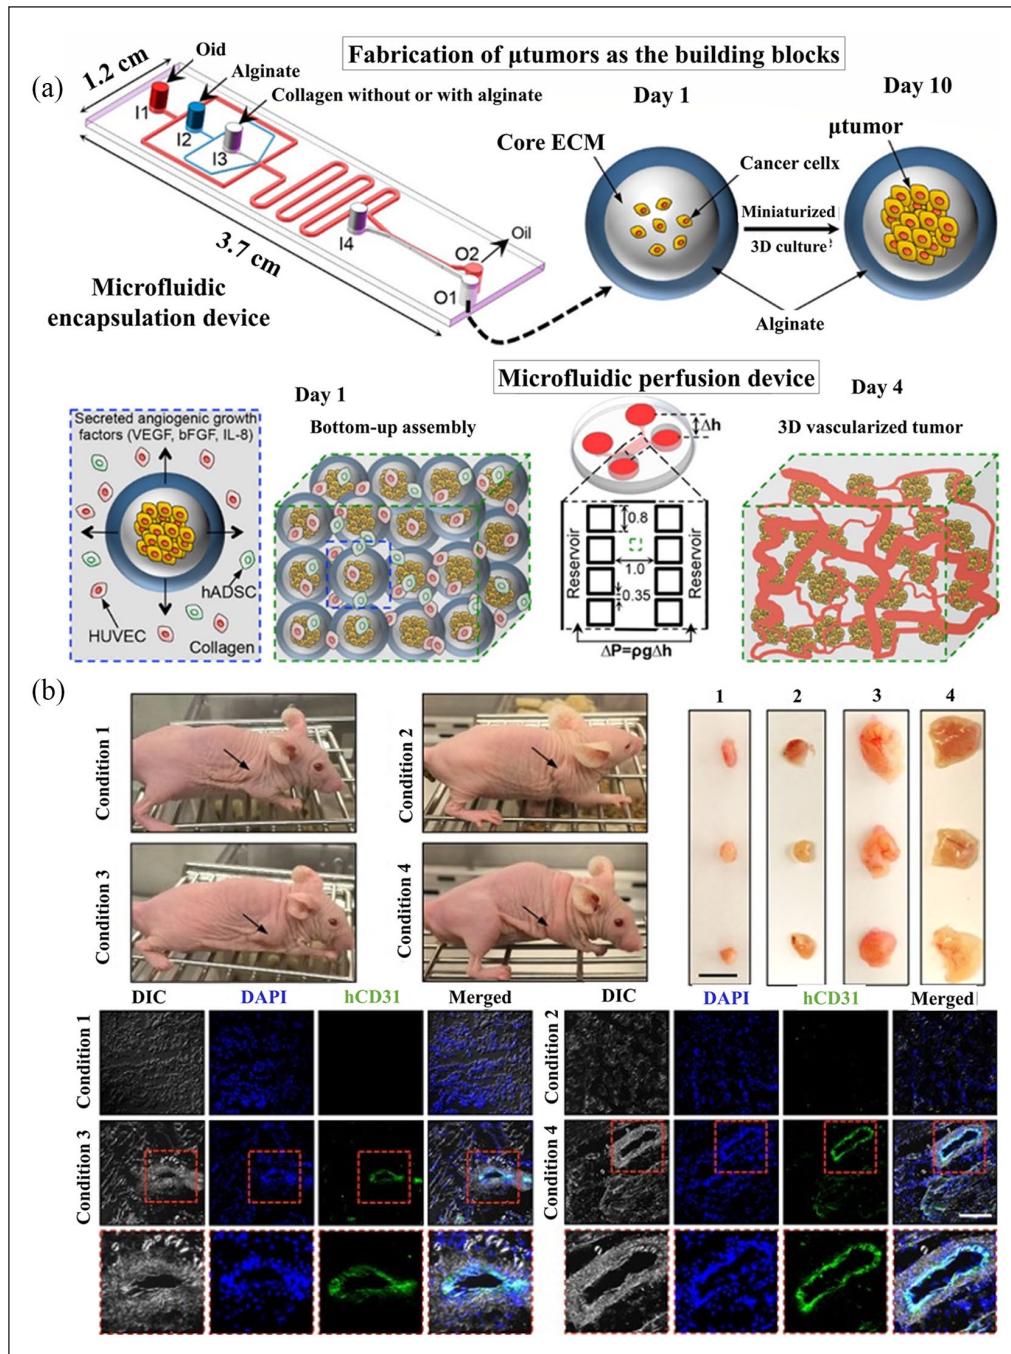 Fabrication of μtumors as the building blocks
(a)
1.2 cm
Oid
Alginate
Collagen without or with alginate
I1
I2
I3
I4
O2
O1
Oil
3.7 cm
Microfluidic
encapsulation device
Day 1
Day 10
Core ECM
μtumor
Cancer cellx
Miniaturized
3D culture
Alginate
Microfluidic perfusion device
Secreted angiogenic growth
factors (VEGF, bFGF, IL-8)
hADSC
HUVEC
Collagen
Day 1
Bottom-up assembly
Δh
Reservoir
0.8
1.0
0.35
Reservoir
ΔP=ρgΔh
Day 4
3D vascularized tumor
(b)
Condition 1
Condition 2
Condition 3
Condition 4
1 2 3 4
DIC DAPI hCD31 Merged DIC DAPI hCD31 Merged
Condition 1
Condition 2
Condition 3
Condition 4